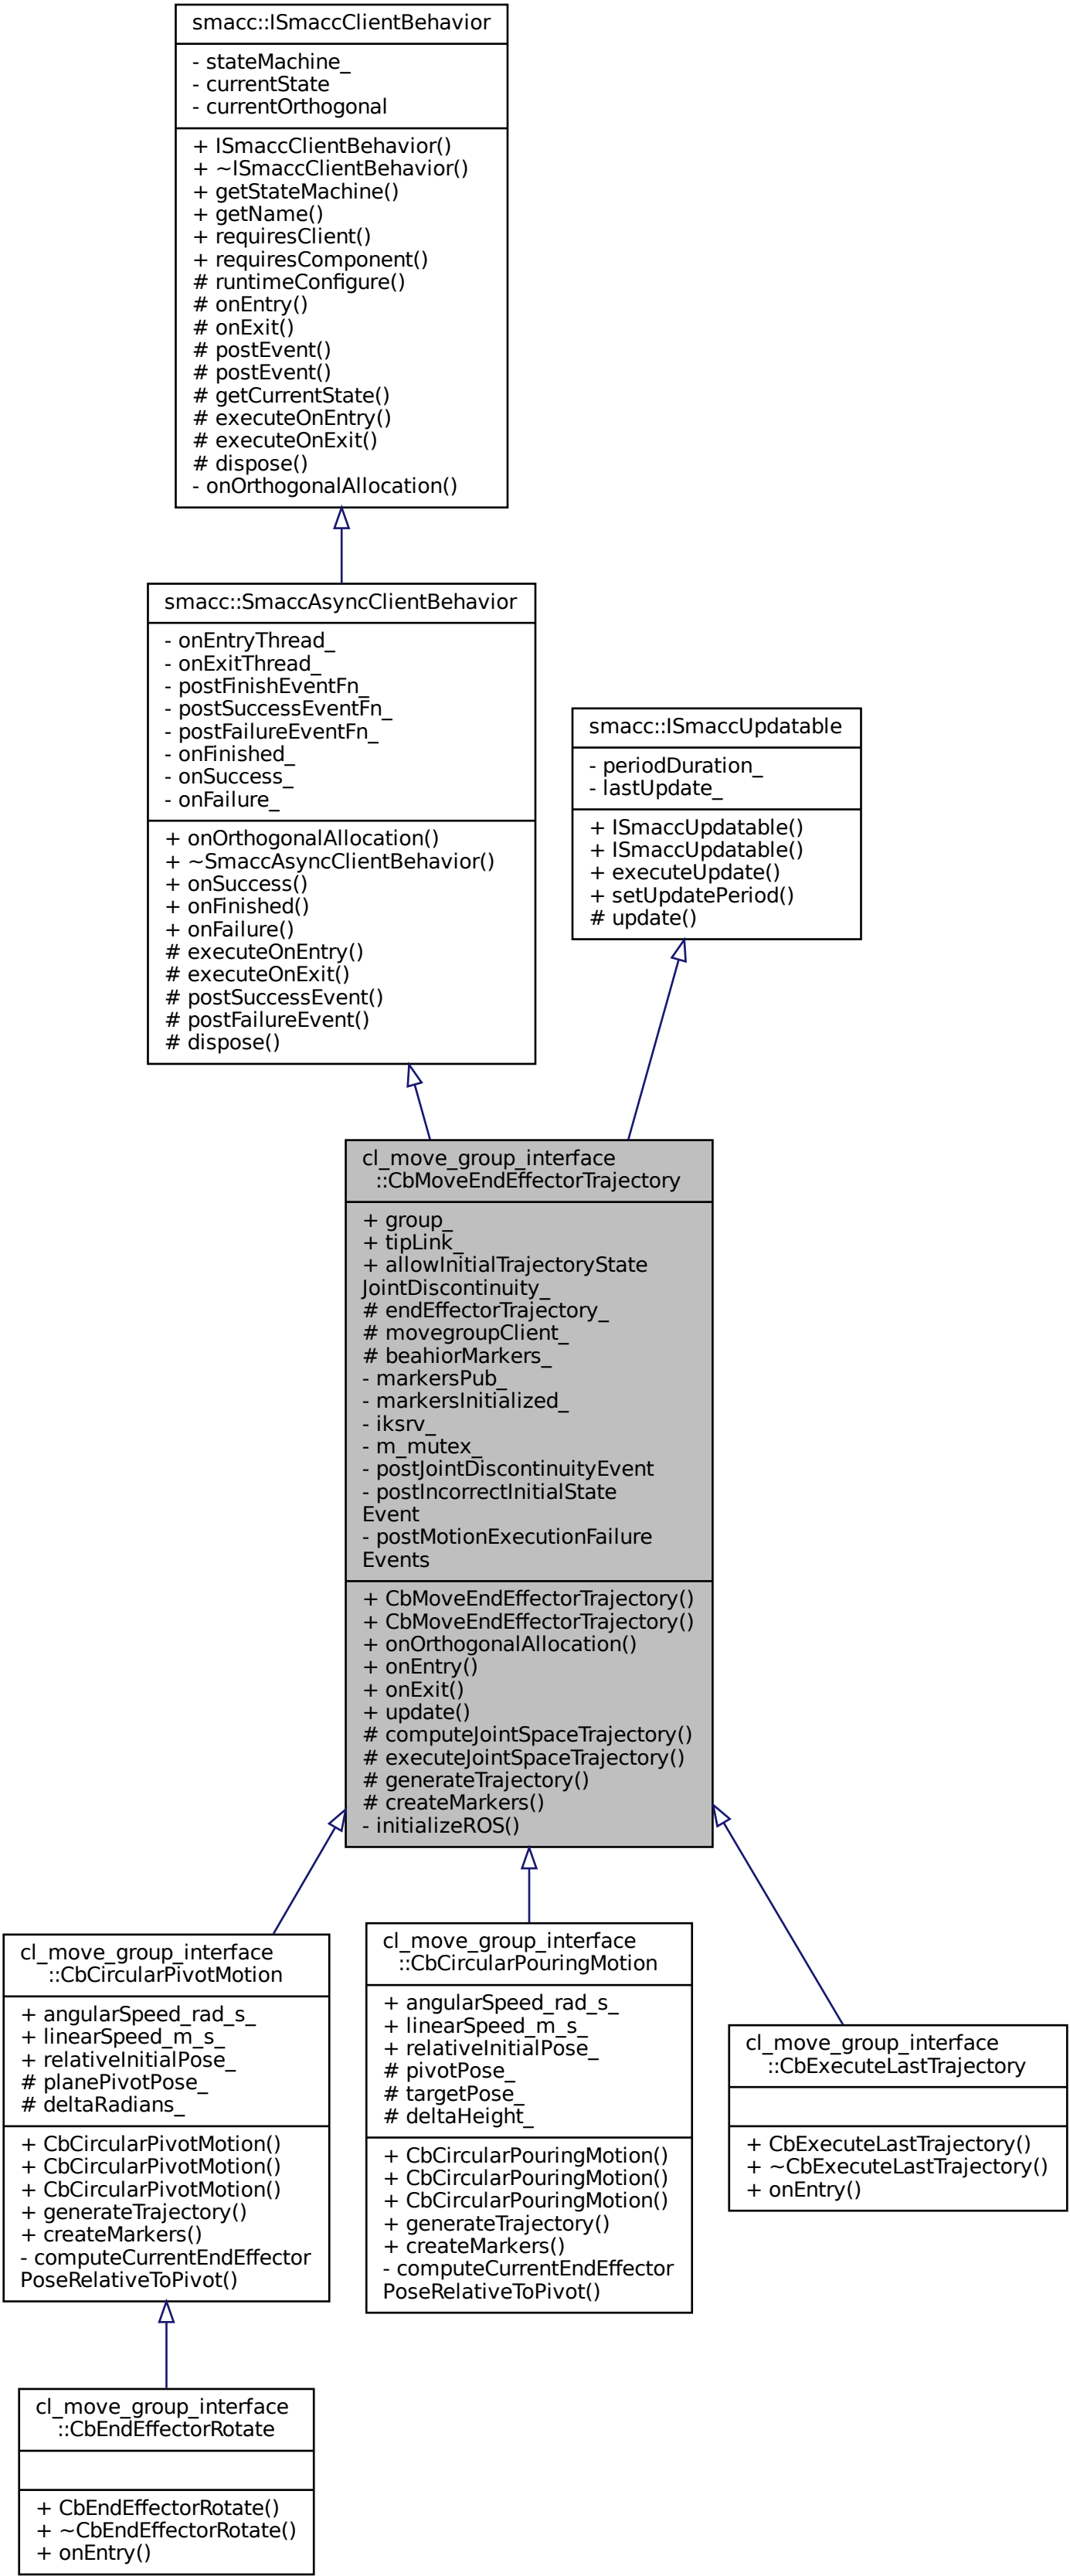 smacc::ISmaccClientBehavior
- stateMachine_
- currentState
- currentOrthogonal
+ ISmaccClientBehavior()
+ ~ISmaccClientBehavior()
+ getStateMachine()
+ getName()
+ requiresClient()
+ requiresComponent()
# runtimeConfigure()
# onEntry()
# onExit()
# postEvent()
# postEvent()
# getCurrentState()
# executeOnEntry()
# executeOnExit()
# dispose()
- onOrthogonalAllocation()
smacc::SmaccAsyncClientBehavior
- onEntryThread_
- onExitThread_
- postFinishEventFn_
- postSuccessEventFn_
- postFailureEventFn_
- onFinished_
- onSuccess_
- onFailure_
+ onOrthogonalAllocation()
+ ~SmaccAsyncClientBehavior()
+ onSuccess()
+ onFinished()
+ onFailure()
# executeOnEntry()
# executeOnExit()
# postSuccessEvent()
# postFailureEvent()
# dispose()
smacc::ISmaccUpdatable
- periodDuration_
- lastUpdate_
+ ISmaccUpdatable()
+ ISmaccUpdatable()
+ executeUpdate()
+ setUpdatePeriod()
# update()
cl_move_group_interface
::CbMoveEndEffectorTrajectory
+ group_
+ tipLink_
+ allowInitialTrajectoryState
JointDiscontinuity_
# endEffectorTrajectory_
# movegroupClient_
# beahiorMarkers_
- markersPub_
- markersInitialized_
- iksrv_
- m_mutex_
- postJointDiscontinuityEvent
- postIncorrectInitialState
Event
- postMotionExecutionFailure
Events
+ CbMoveEndEffectorTrajectory()
+ CbMoveEndEffectorTrajectory()
+ onOrthogonalAllocation()
+ onEntry()
+ onExit()
+ update()
# computeJointSpaceTrajectory()
# executeJointSpaceTrajectory()
# generateTrajectory()
# createMarkers()
- initializeROS()
cl_move_group_interface
::CbCircularPivotMotion
+ angularSpeed_rad_s_
+ linearSpeed_m_s_
+ relativeInitialPose_
# planePivotPose_
# deltaRadians_
+ CbCircularPivotMotion()
+ CbCircularPivotMotion()
+ CbCircularPivotMotion()
+ generateTrajectory()
+ createMarkers()
- computeCurrentEndEffector
PoseRelativeToPivot()
cl_move_group_interface
::CbCircularPouringMotion
+ angularSpeed_rad_s_
+ linearSpeed_m_s_
+ relativeInitialPose_
# pivotPose_
# targetPose_
# deltaHeight_
+ CbCircularPouringMotion()
+ CbCircularPouringMotion()
+ CbCircularPouringMotion()
+ generateTrajectory()
+ createMarkers()
- computeCurrentEndEffector
PoseRelativeToPivot()
cl_move_group_interface
::CbExecuteLastTrajectory
+ CbExecuteLastTrajectory()
+ ~CbExecuteLastTrajectory()
+ onEntry()
cl_move_group_interface
::CbEndEffectorRotate
+ CbEndEffectorRotate()
+ ~CbEndEffectorRotate()
+ onEntry()